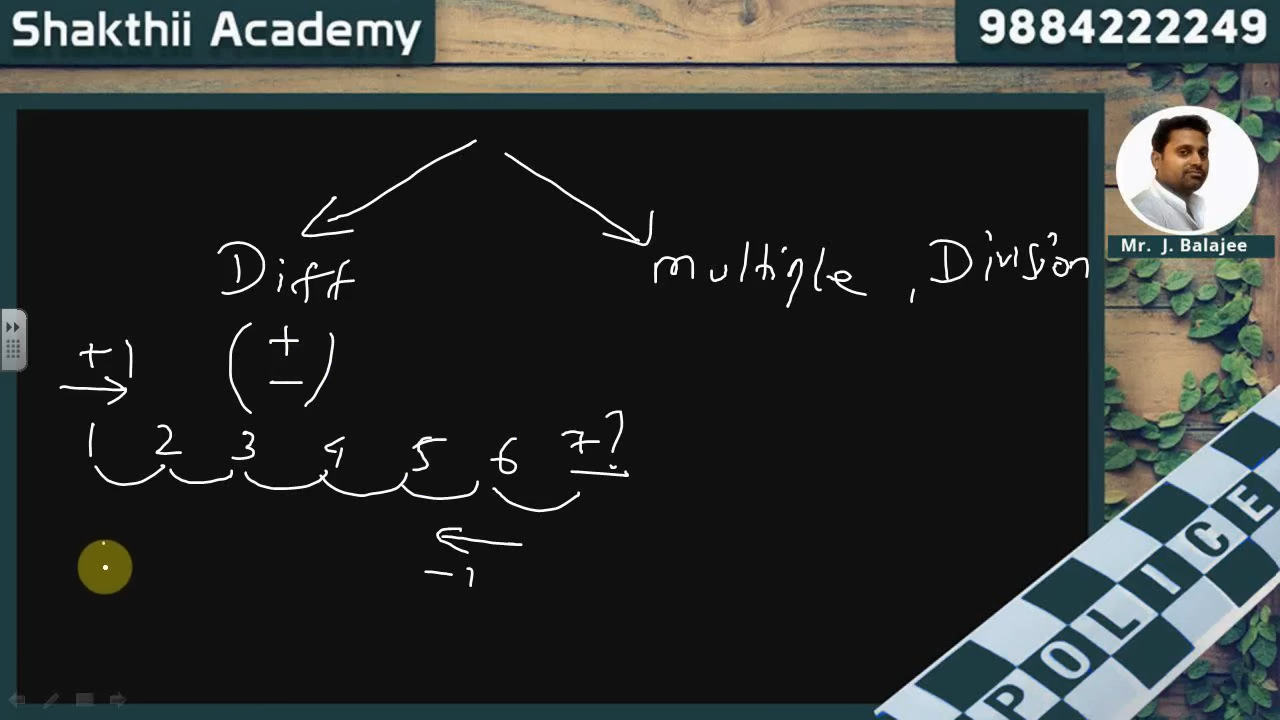 Shakthii Academy
9884222249
Mr. J. Balajee
Diff
multiple , Division
( + − )
+1
1 2 3 4 5 6 7?
−1
POLICE